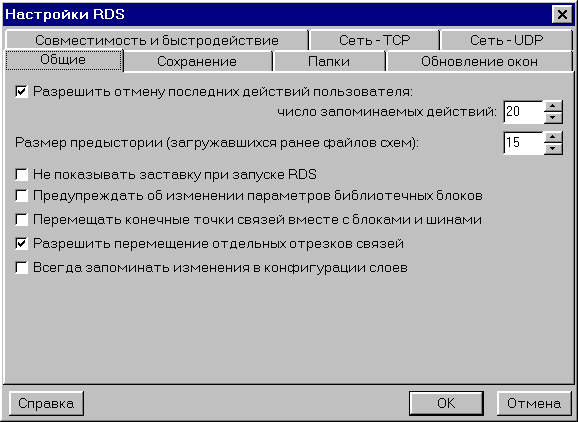 Настройки RDS
Совместимость и быстродействие Сеть - TCP Сеть - UDP
Общие Сохранение Папки Обновление окон
Разрешить отмену последних действий пользователя:
число запоминаемых действий: 20
Размер предыстории (загружавшихся ранее файлов схем): 15
Не показывать заставку при запуске RDS
Предупреждать об изменении параметров библиотечных блоков
Перемещать конечные точки связей вместе с блоками и шинами
Разрешить перемещение отдельных отрезков связей
Всегда запоминать изменения в конфигурации слоев
Справка OK Отмена